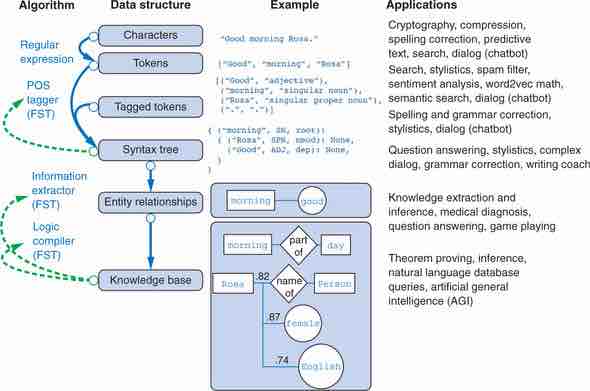 Algorithm
Data structure
Example
Applications
Regular
expression
POS
tagger
(FST)
Information
extractor
(FST)
Logic
compiler
(FST)
Characters
Tokens
Tagged tokens
Syntax tree
Entity relationships
Knowledge base
"Good morning Rosa."
["Good", "morning", "Rosa"]
[("Good", "adjective"),
("morning", "singular noun"),
("Rosa", "singular proper noun"),
(".", ".")]
{ ("morning", SN, root):
{ ("Rosa", SPN, nmod): None,
("Good", ADJ, dep): None,
}
}
morning
good
morning
part
of
day
Rosa
.82
name
of
Person
.87
female
.74
English
Cryptography, compression,
spelling correction, predictive
text, search, dialog (chatbot)
Search, stylistics, spam filter,
sentiment analysis, word2vec math,
semantic search, dialog (chatbot)
Spelling and grammar correction,
stylistics, dialog (chatbot)
Question answering, stylistics, complex
dialog, grammar correction, writing coach
Knowledge extraction and
inference, medical diagnosis,
question answering, game playing
Theorem proving, inference,
natural language database
queries, artificial general
intelligence (AGI)